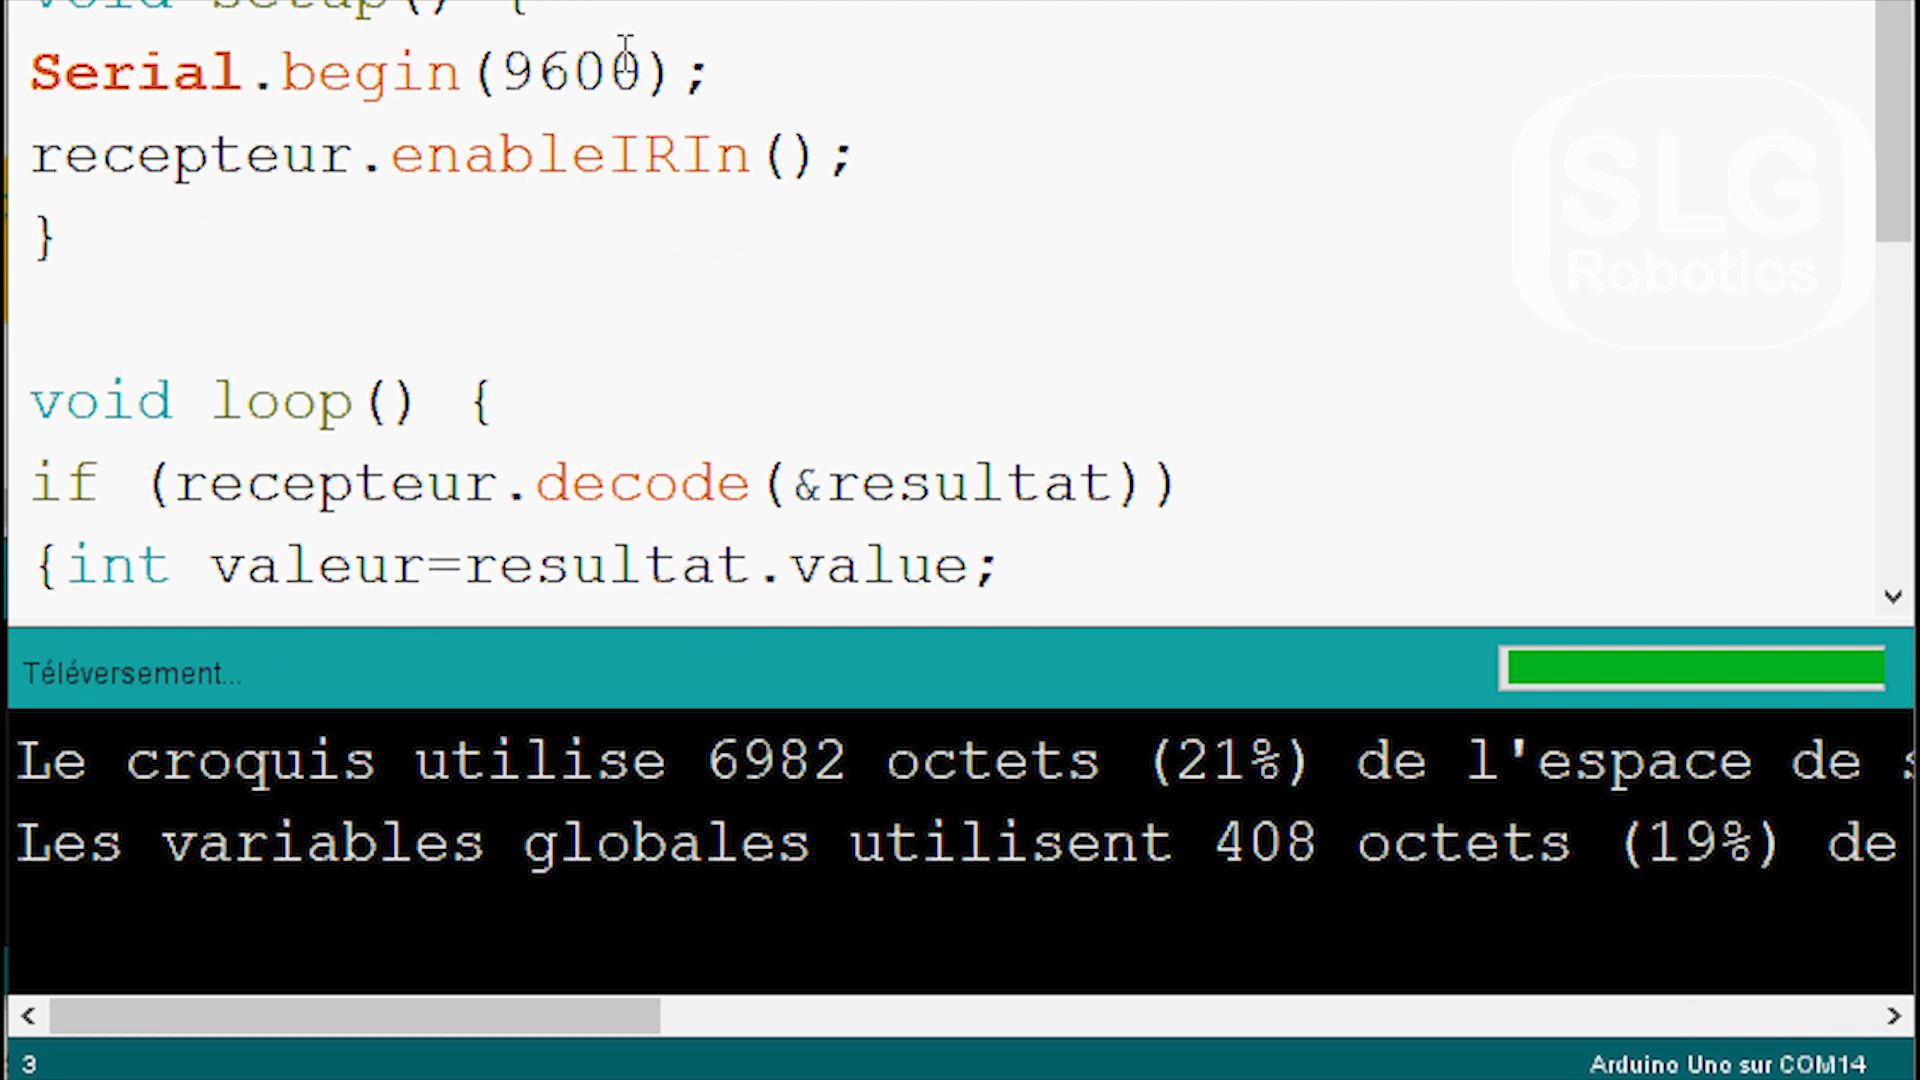 void setup() {
Serial.begin(9600);
recepteur.enableIRIn();
}
void loop() {
if (recepteur.decode(&resultat))
{int valeur=resultat.value;
SLG
Robotics
Téléversement...
Le croquis utilise 6982 octets (21%) de l'espace de
Les variables globales utilisent 408 octets (19%) de
3
Arduino Uno sur COM14